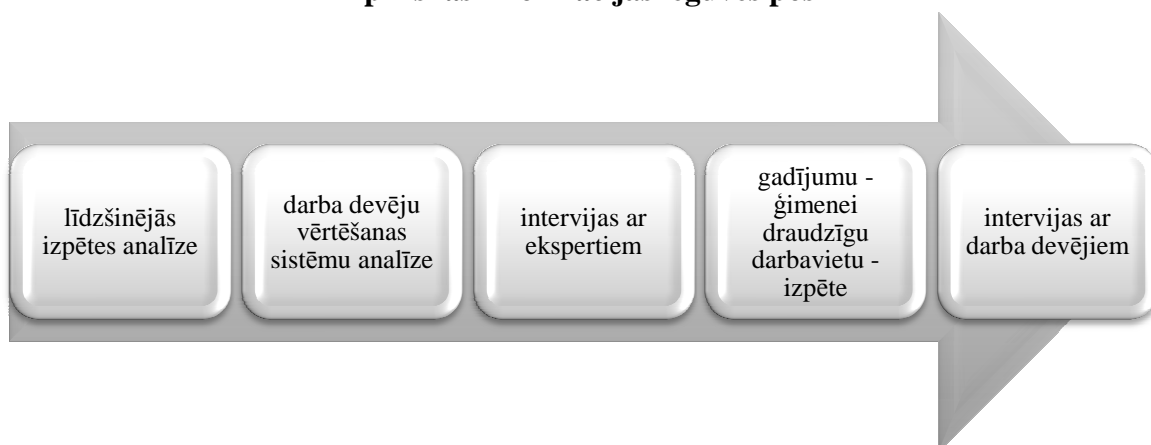 līdzšinējās
izpētes analīze
darba devēju
vērtēšanas
sistēmu analīze
intervijas ar
ekspertiem
gadījumu -
ģimenei
draudzīgu
darbavietu -
izpēte
intervijas ar
darba devējiem